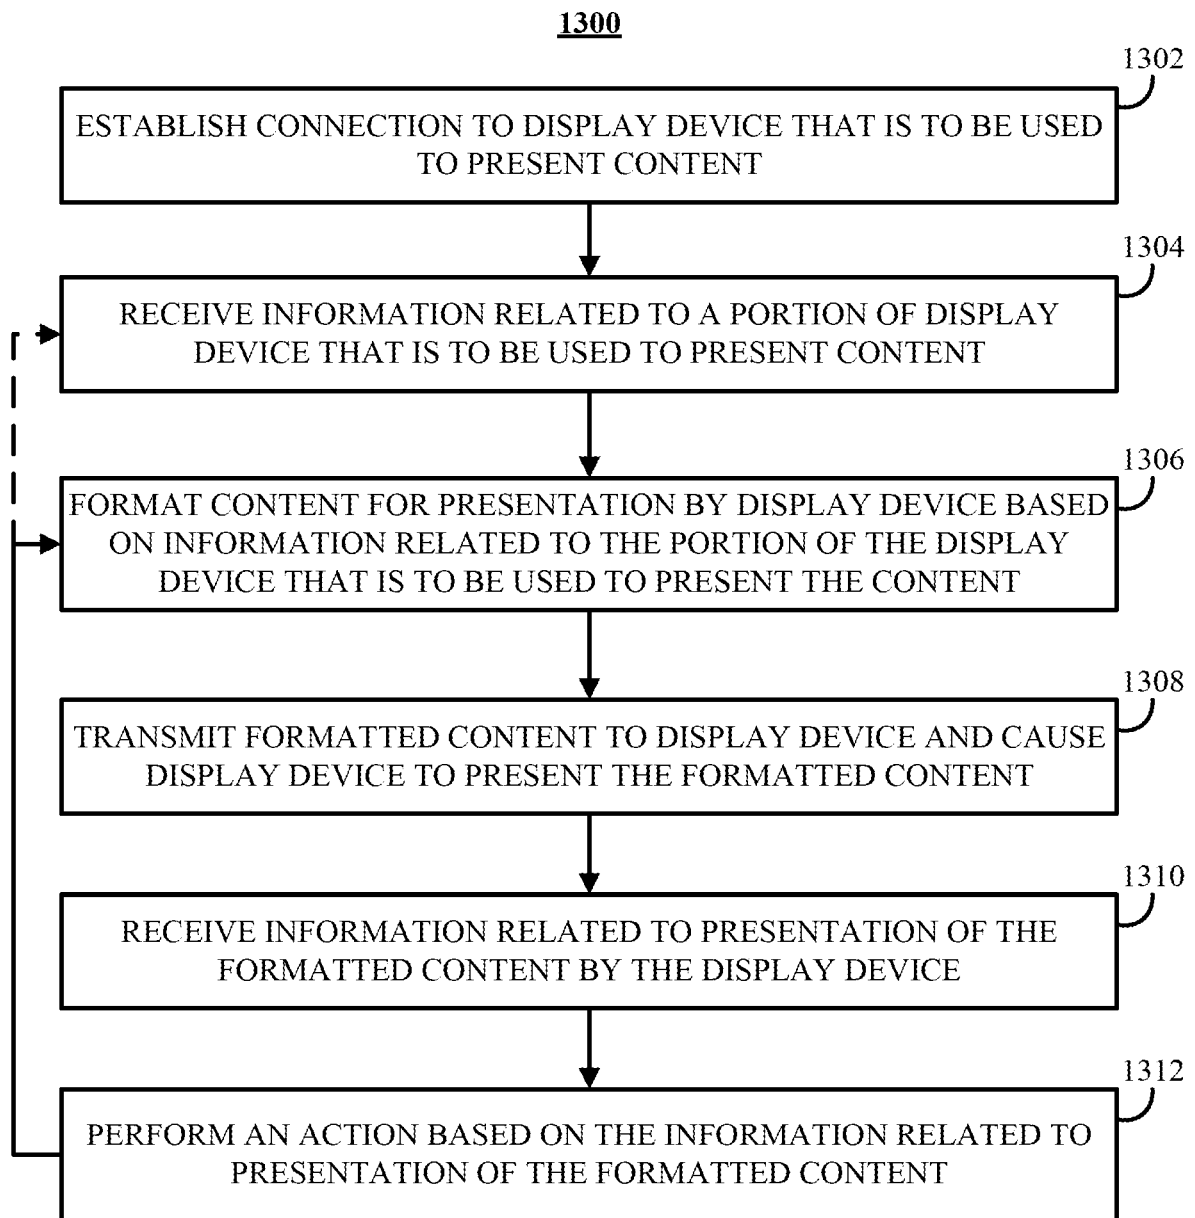 1300
1302
ESTABLISH CONNECTION TO DISPLAY DEVICE THAT IS TO BE USED
TO PRESENT CONTENT
1304
RECEIVE INFORMATION RELATED TO A PORTION OF DISPLAY
DEVICE THAT IS TO BE USED TO PRESENT CONTENT
1306
FORMAT CONTENT FOR PRESENTATION BY DISPLAY DEVICE BASED
ON INFORMATION RELATED TO THE PORTION OF THE DISPLAY
DEVICE THAT IS TO BE USED TO PRESENT THE CONTENT
1308
TRANSMIT FORMATTED CONTENT TO DISPLAY DEVICE AND CAUSE
DISPLAY DEVICE TO PRESENT THE FORMATTED CONTENT
1310
RECEIVE INFORMATION RELATED TO PRESENTATION OF THE
FORMATTED CONTENT BY THE DISPLAY DEVICE
1312
PERFORM AN ACTION BASED ON THE INFORMATION RELATED TO
PRESENTATION OF THE FORMATTED CONTENT